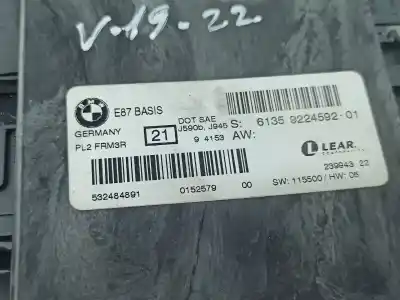 V-19-22
BMW
E87 BASIS
GERMANY
PL2 FRM3R
21
DOT SAE
J590b, J945
9 4153
S: 6135 9224592-01
AW:
LEAR
239943 22
532484891 0152579 00
SW: 115500 / HW: 05